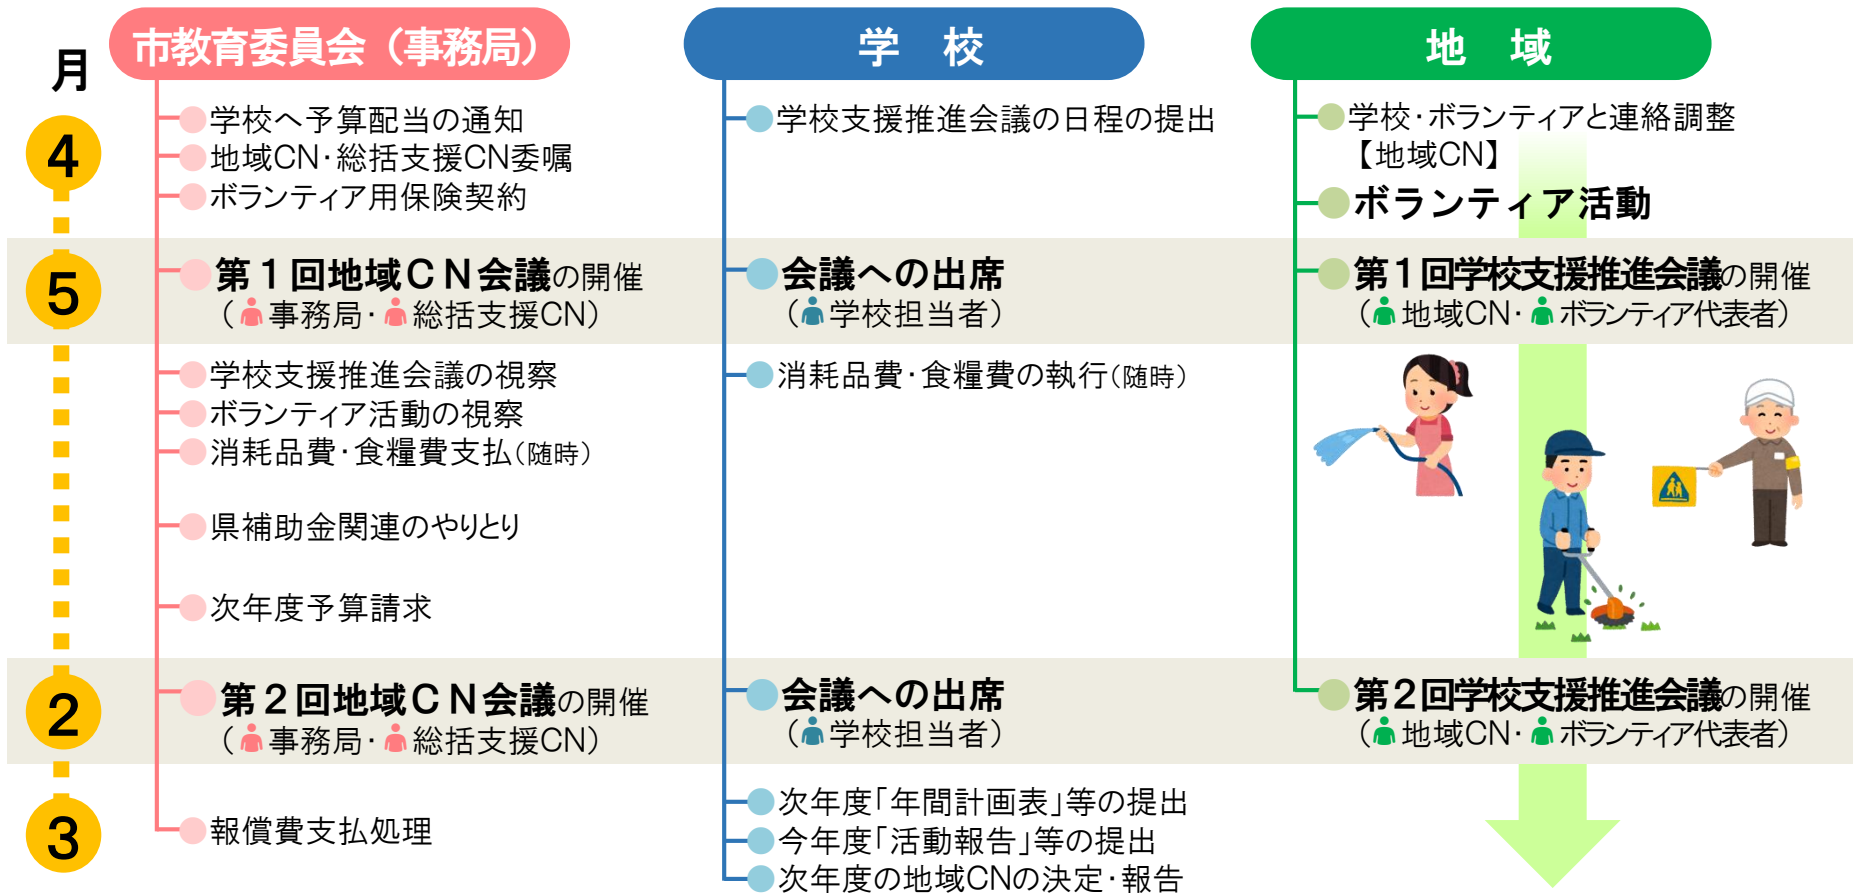 月
市教育委員会（事務局）
学　校
地　域
4
学校へ予算配当の通知
地域CN・総括支援CN委嘱
ボランティア用保険契約
学校支援推進会議の日程の提出
学校・ボランティアと連絡調整
【地域CN】
ボランティア活動
5
第１回地域ＣＮ会議の開催
（事務局・総括支援CN）
会議への出席
（学校担当者）
第１回学校支援推進会議の開催
（地域CN・ボランティア代表者）
学校支援推進会議の視察
ボランティア活動の視察
消耗品費・食糧費支払（随時）
県補助金関連のやりとり
次年度予算請求
消耗品費・食糧費の執行（随時）
2
第２回地域ＣＮ会議の開催
（事務局・総括支援CN）
会議への出席
（学校担当者）
第２回学校支援推進会議の開催
（地域CN・ボランティア代表者）
3
報償費支払処理
次年度「年間計画表」等の提出
今年度「活動報告」等の提出
次年度の地域CNの決定・報告